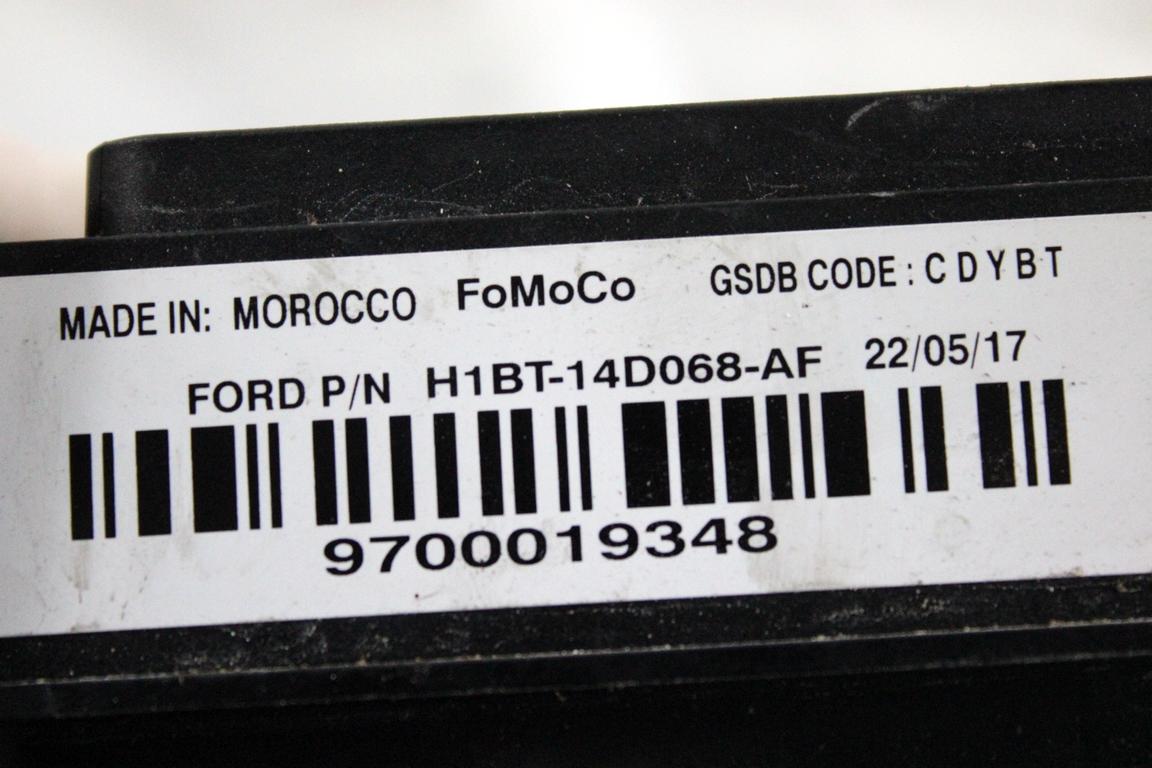 MADE IN: MOROCCO FoMoCo GSDB CODE : C D Y B T
FORD P/N H1BT-14D068-AF 22/05/17
9700019348